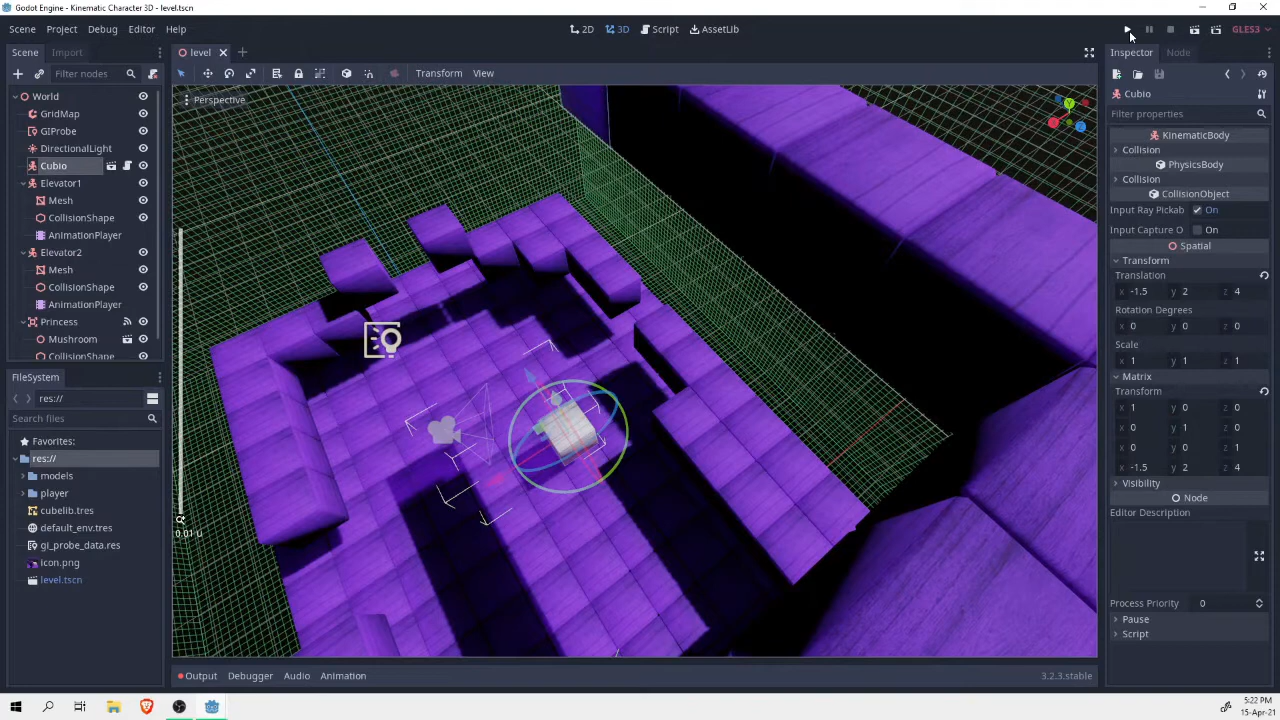 Godot Engine - Kinematic Character 3D - level.tscn
Scene Project Debug Editor Help
2D 3D Script AssetLib
GLES3
Scene Import
Filter nodes
World
GridMap
GIProbe
DirectionalLight
Cubio
Elevator1
Mesh
CollisionShape
AnimationPlayer
Elevator2
Mesh
CollisionShape
AnimationPlayer
Princess
Mushroom
CollisionShape
FileSystem
res://
Search files
Favorites:
res://
models
player
cubelib.tres
default_env.tres
gi_probe_data.res
icon.png
level.tscn
level
Transform View
Perspective
0.01 u
Output Debugger Audio Animation
3.2.3.stable
Inspector Node
Cubio
Filter properties
KinematicBody
Collision
PhysicsBody
Collision
CollisionObject
Input Ray Pickab On
Input Capture O On
Spatial
Transform
Translation
x -1.5 y 2 z 4
Rotation Degrees
x 0 y 0 z 0
Scale
x 1 y 1 z 1
Matrix
Transform
x 1 y 0 z 0
x 0 y 1 z 0
x 0 y 0 z 1
x -1.5 y 2 z 4
Visibility
Node
Editor Description
Process Priority 0
Pause
Script
5:22 PM
15-Apr-21